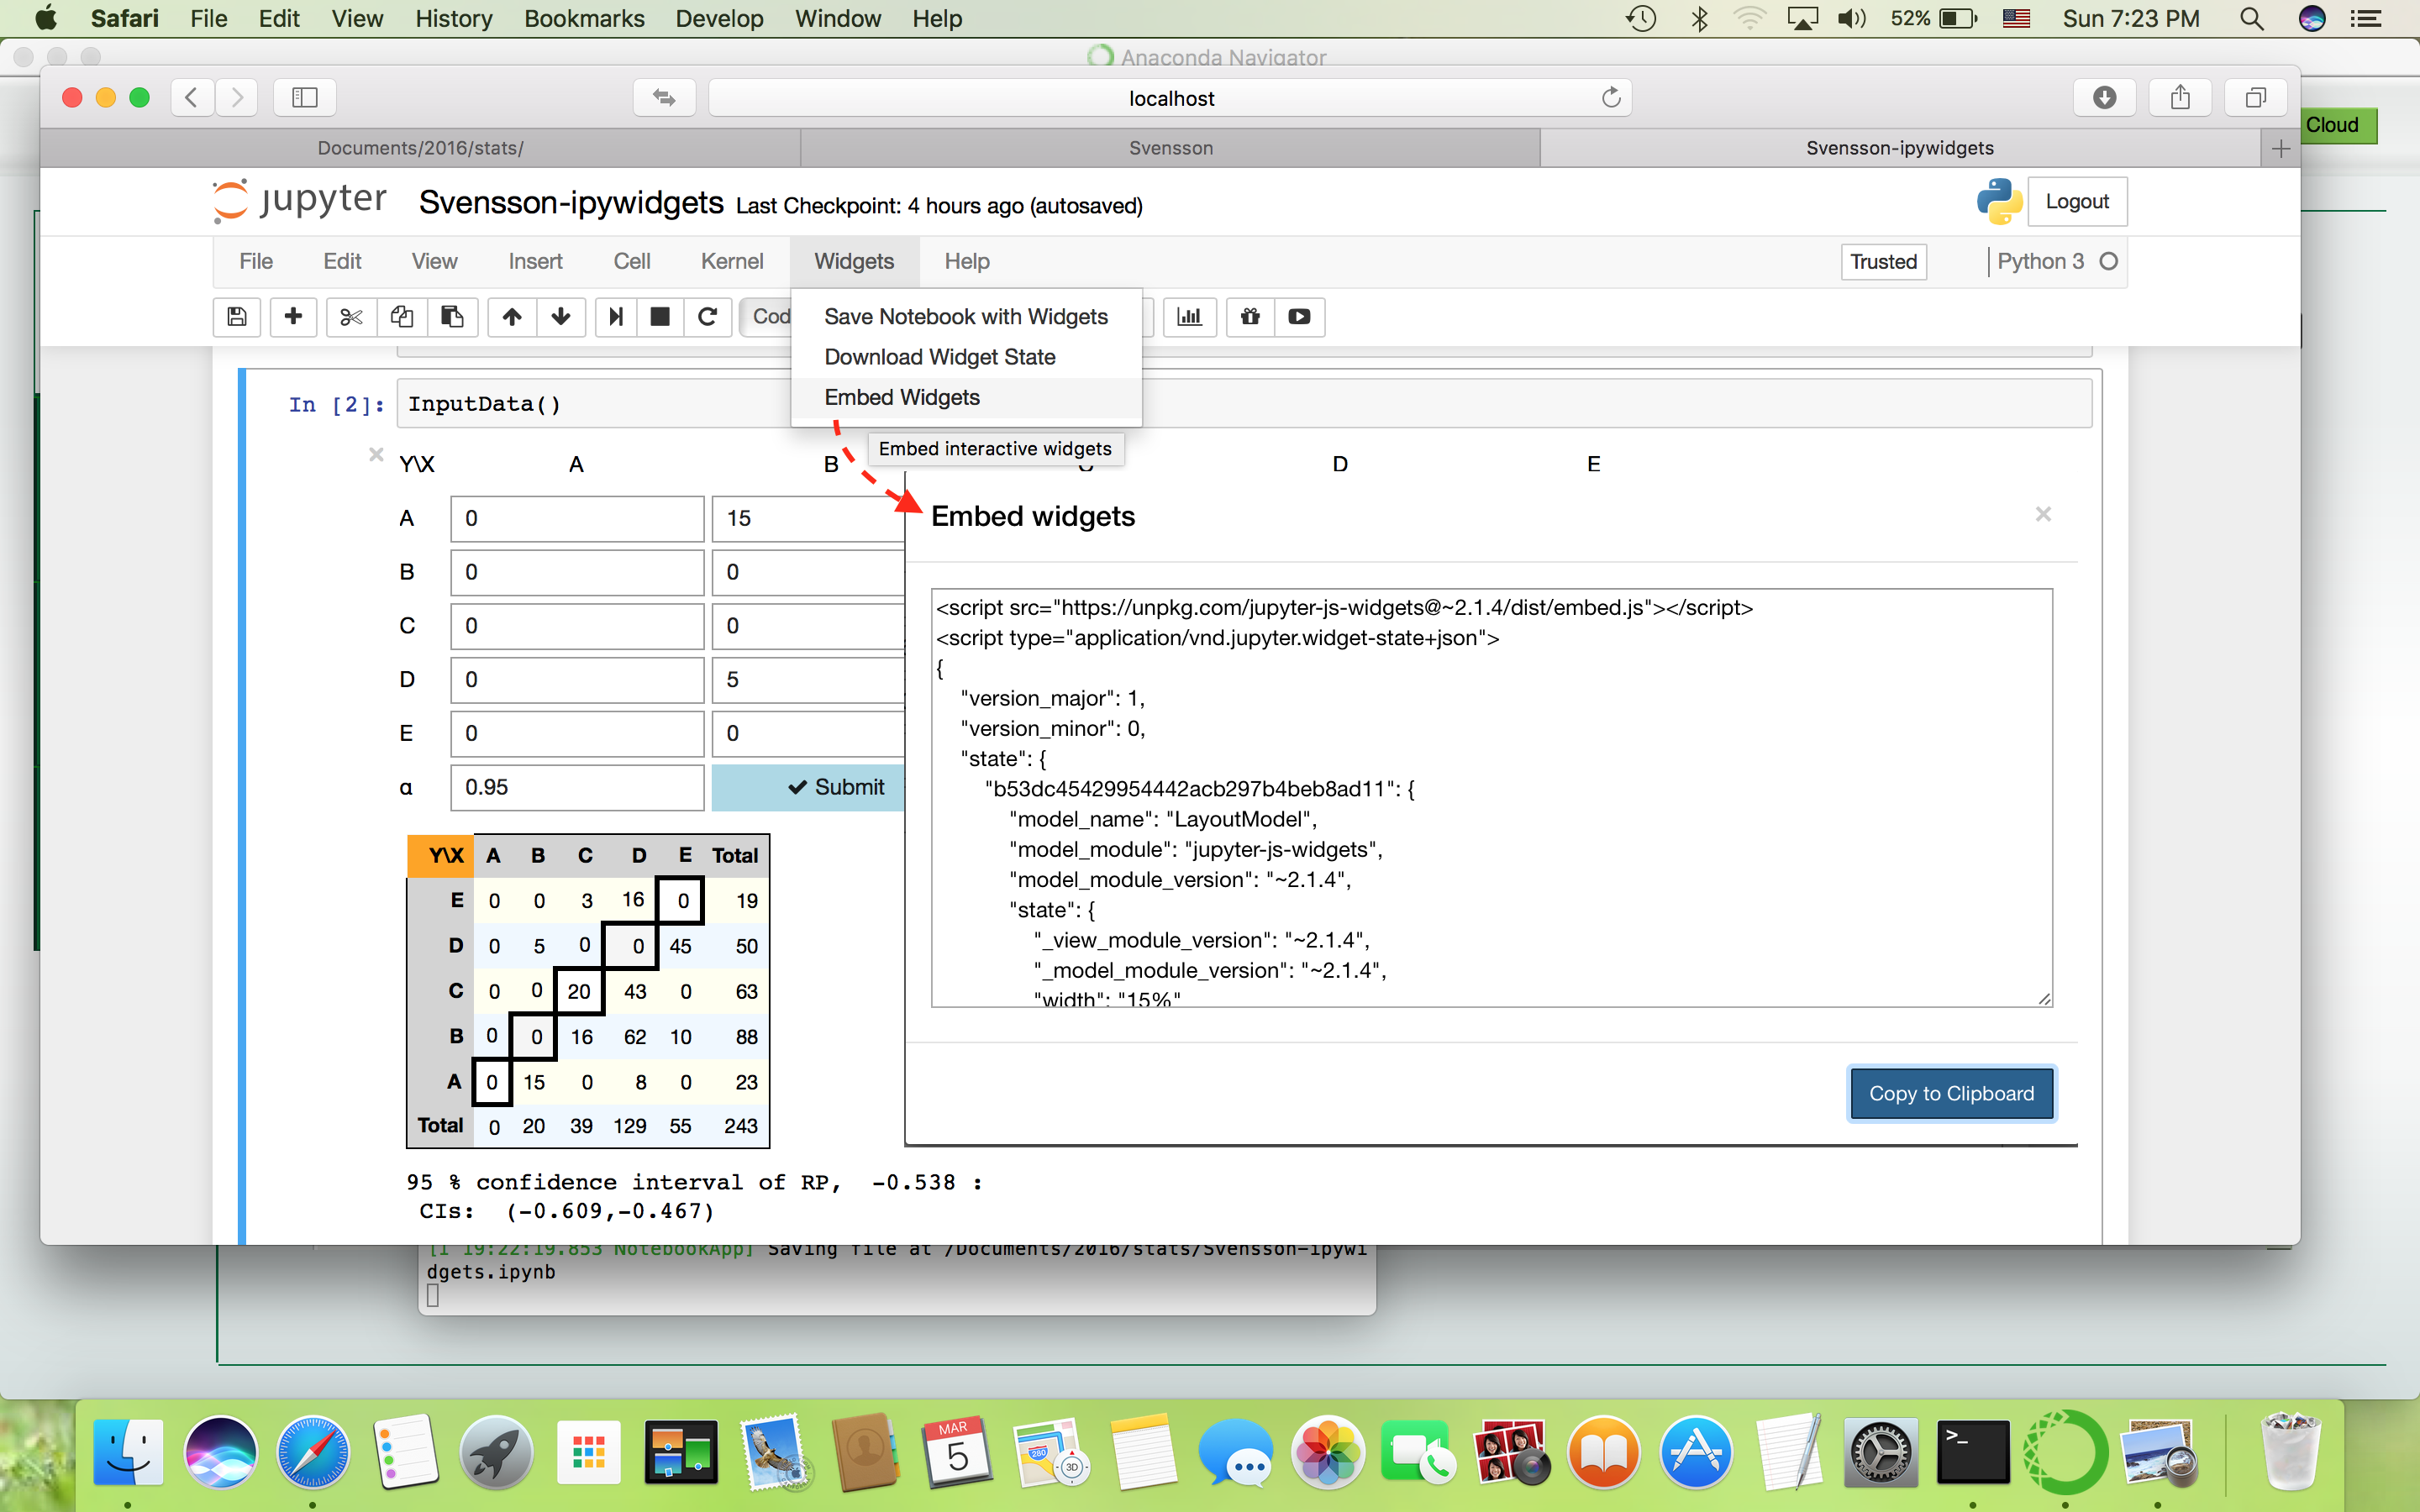 Safari File Edit View History Bookmarks Develop Window Help 52% Sun 7:23 PM
Anaconda Navigator
localhost
Cloud
Documents/2016/stats/ Svensson Svensson-ipywidgets
jupyter Svensson-ipywidgets Last Checkpoint: 4 hours ago (autosaved) Logout
File Edit View Insert Cell Kernel Widgets Help Trusted Python 3
Cod
Save Notebook with Widgets
Download Widget State
Embed Widgets
Embed interactive widgets
In [2]: InputData()
Y\X A B D E
A 0 15
B 0 0
C 0 0
D 0 5
E 0 0
α 0.95 Submit
Embed widgets
<script src="https://unpkg.com/jupyter-js-widgets@~2.1.4/dist/embed.js"></script>
<script type="application/vnd.jupyter.widget-state+json">
{
"version_major": 1,
"version_minor": 0,
"state": {
"b53dc45429954442acb297b4beb8ad11": {
"model_name": "LayoutModel",
"model_module": "jupyter-js-widgets",
"model_module_version": "~2.1.4",
"state": {
"_view_module_version": "~2.1.4",
"_model_module_version": "~2.1.4",
"width": "15%"
Copy to Clipboard
Y\X A B C D E Total
E 0 0 3 16 0 19
D 0 5 0 0 45 50
C 0 0 20 43 0 63
B 0 0 16 62 10 88
A 0 15 0 8 0 23
Total 0 20 39 129 55 243
95 % confidence interval of RP, -0.538 :
CIs: (-0.609,-0.467)
[I 19:22:19.853 NotebookApp] Saving file at /Documents/2016/stats/Svensson-ipywi
dgets.ipynb
MAR
5
280
3D
>_